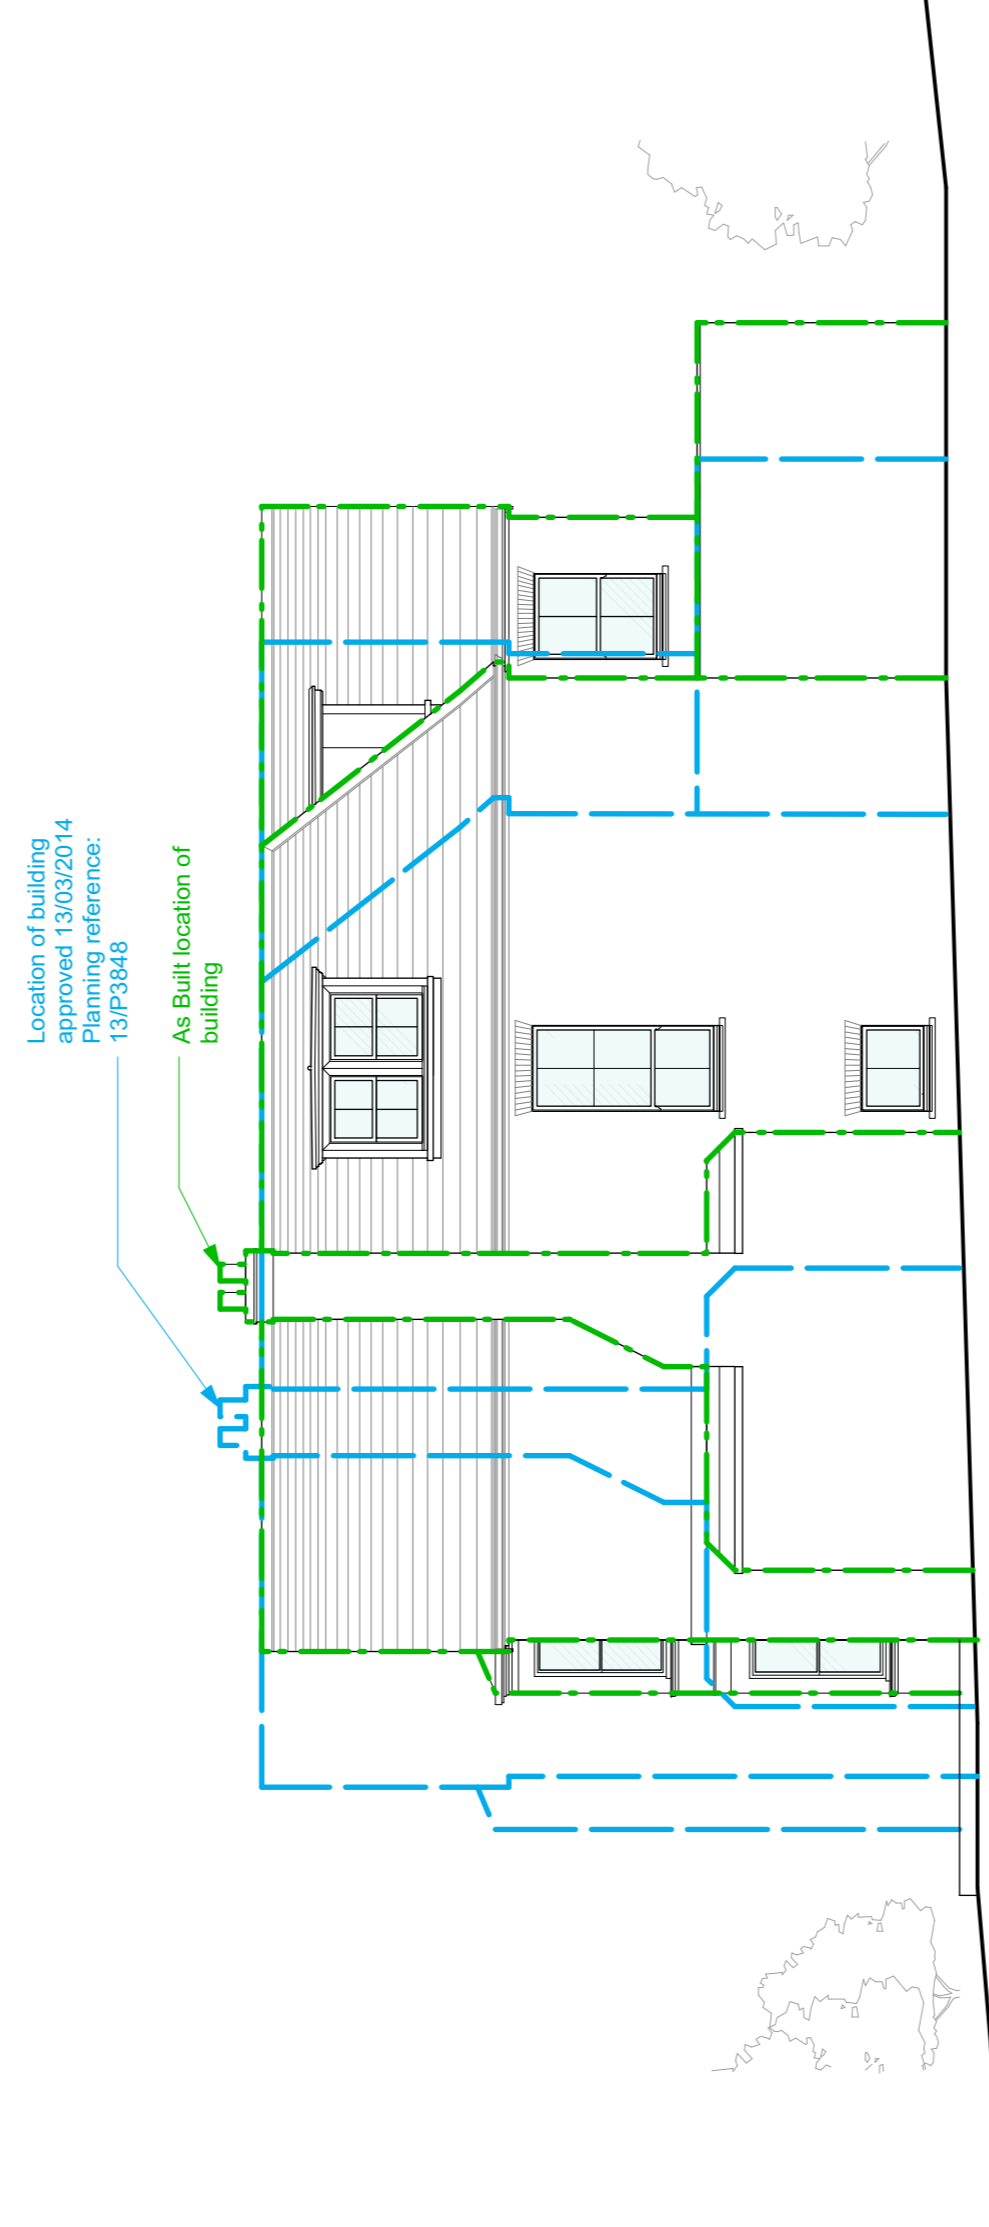 Location of building
approved 13/03/2014
Planning reference:
13/P3848
As Built location of
building